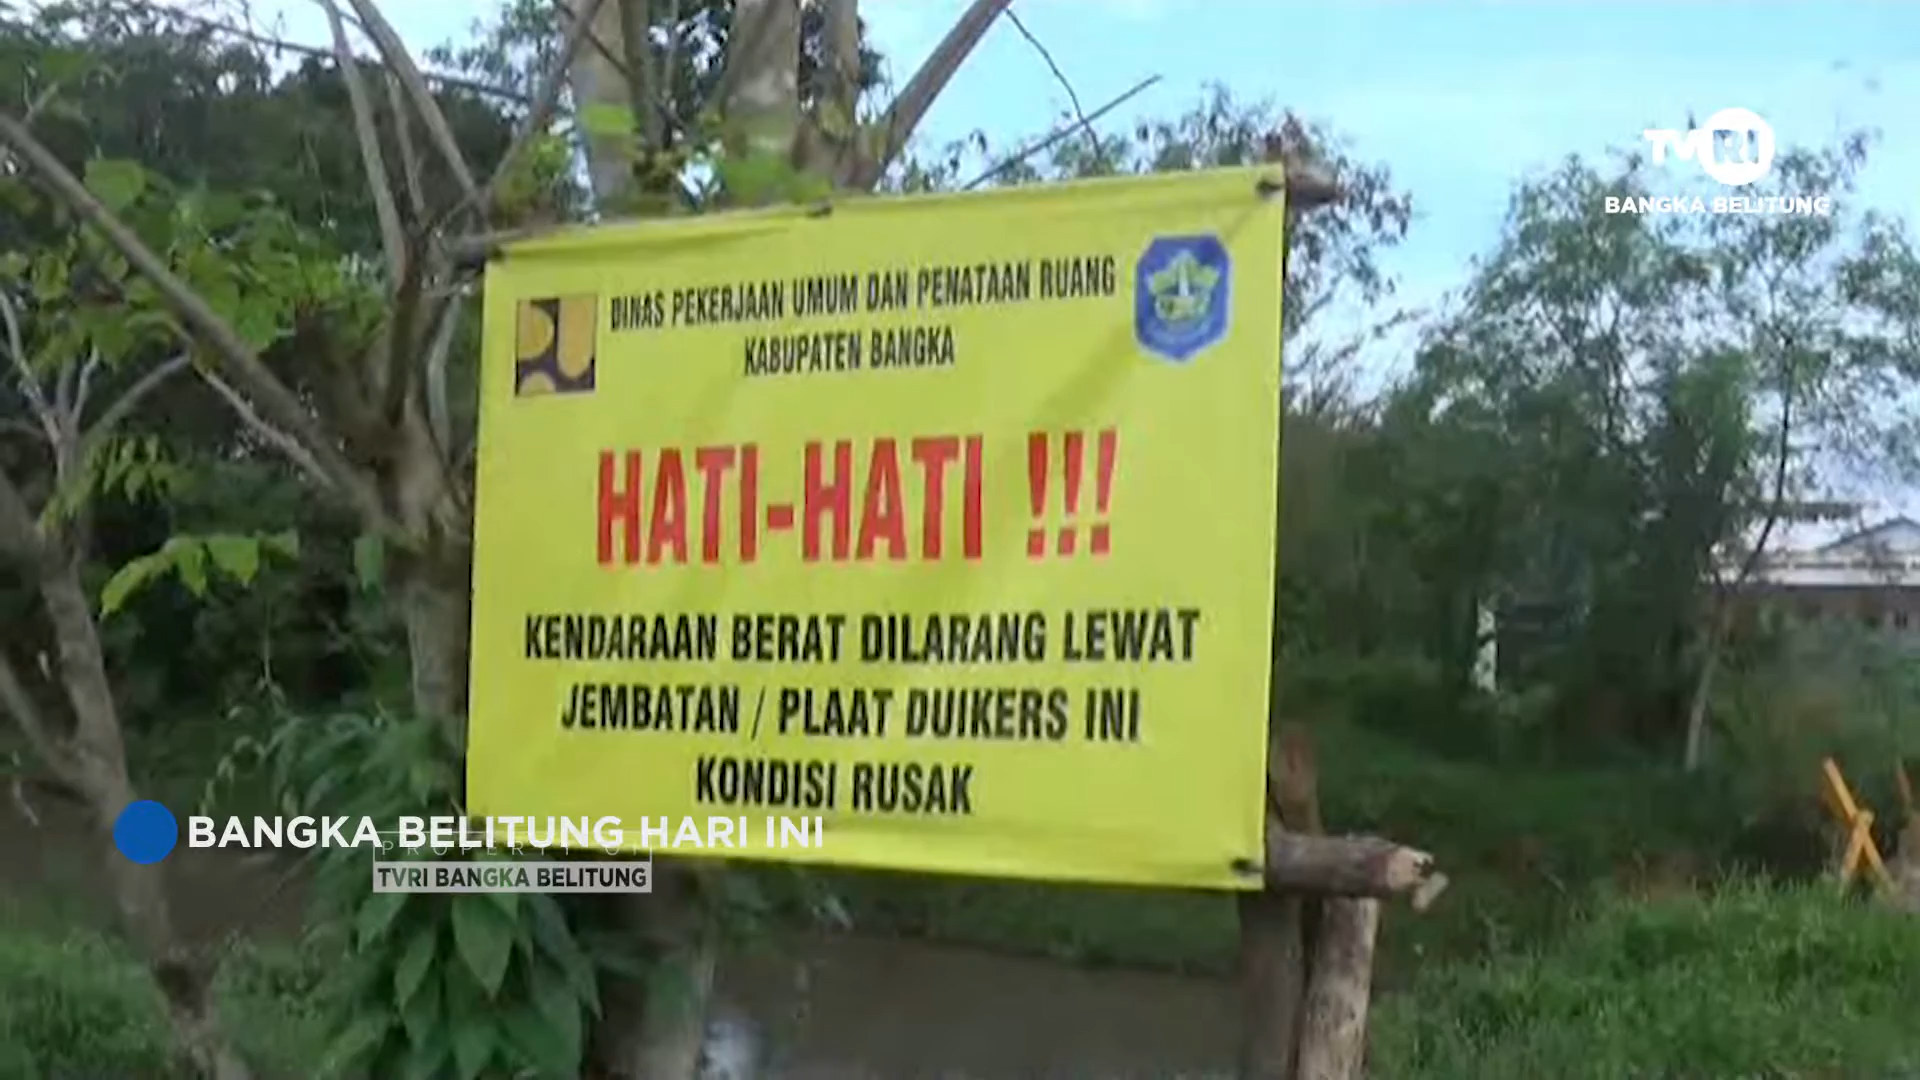 TVRI
BANGKA BELITUNG
DINAS PEKERJAAN UMUM DAN PENATAAN RUANG
KABUPATEN BANGKA
HATI-HATI !!!
KENDARAAN BERAT DILARANG LEWAT
JEMBATAN / PLAAT DUIKERS INI
KONDISI RUSAK
BANGKA BELITUNG HARI INI
PROPERTY OF
TVRI BANGKA BELITUNG